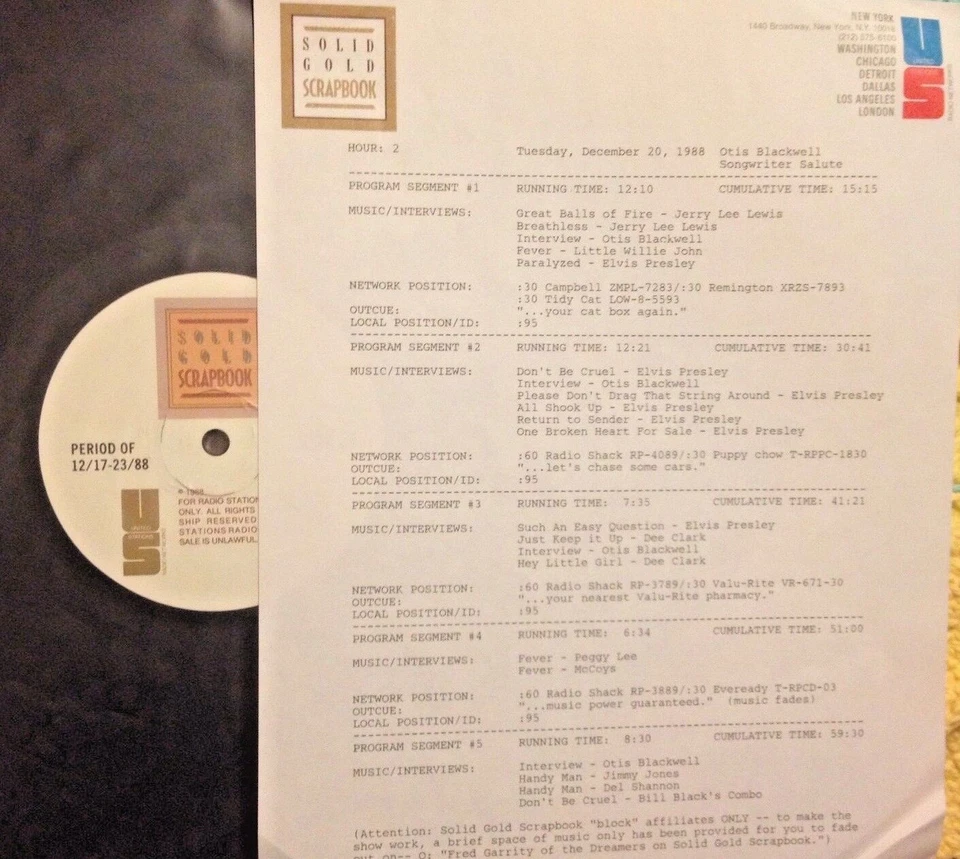 SOLID
GOLD
SCRAPBOOK
NEW YORK
1440 Broadway, New York, N.Y. 10018
(212) 575-6100
WASHINGTON
CHICAGO
DETROIT
DALLAS
LOS ANGELES
LONDON
US
UNITED
STATIONS
HOUR: 2 Tuesday, December 20, 1988 Otis Blackwell
Songwriter Salute
PROGRAM SEGMENT #1 RUNNING TIME: 12:10 CUMULATIVE TIME: 15:15
MUSIC/INTERVIEWS: Great Balls of Fire - Jerry Lee Lewis
Breathless - Jerry Lee Lewis
Interview - Otis Blackwell
Fever - Little Willie John
Paralyzed - Elvis Presley
NETWORK POSITION: :30 Campbell ZMPL-7283/:30 Remington XRZS-7893
:30 Tidy Cat LOW-8-5593
OUTCUE: "...your cat box again."
LOCAL POSITION/ID: :95
PROGRAM SEGMENT #2 RUNNING TIME: 12:21 CUMULATIVE TIME: 30:41
MUSIC/INTERVIEWS: Don't Be Cruel - Elvis Presley
Interview - Otis Blackwell
Please Don't Drag That String Around - Elvis Presley
All Shook Up - Elvis Presley
Return to Sender - Elvis Presley
One Broken Heart For Sale - Elvis Presley
NETWORK POSITION: :60 Radio Shack RP-4089/:30 Puppy chow T-RPPC-1830
OUTCUE: "...let's chase some cars."
LOCAL POSITION/ID: :95
PROGRAM SEGMENT #3 RUNNING TIME: 7:35 CUMULATIVE TIME: 41:21
MUSIC/INTERVIEWS: Such An Easy Question - Elvis Presley
Just Keep it Up - Dee Clark
Interview - Otis Blackwell
Hey Little Girl - Dee Clark
NETWORK POSITION: :60 Radio Shack RP-3789/:30 Valu-Rite VR-671-30
OUTCUE: "...your nearest Valu-Rite pharmacy."
LOCAL POSITION/ID: :95
PROGRAM SEGMENT #4 RUNNING TIME: 6:34 CUMULATIVE TIME: 51:00
MUSIC/INTERVIEWS: Fever - Peggy Lee
Fever - McCoys
NETWORK POSITION: :60 Radio Shack RP-3889/:30 Eveready T-RPCD-03
OUTCUE: "...music power guaranteed." (music fades)
LOCAL POSITION/ID: :95
PROGRAM SEGMENT #5 RUNNING TIME: 8:30 CUMULATIVE TIME: 59:30
MUSIC/INTERVIEWS: Interview - Otis Blackwell
Handy Man - Jimmy Jones
Handy Man - Del Shannon
Don't Be Cruel - Bill Black's Combo
(Attention: Solid Gold Scrapbook "block" affiliates ONLY -- to make the
show work, a brief space of music only has been provided for you to fade
out on-- Q: "Fred Garrity of the Dreamers on Solid Gold Scrapbook.")
SOLID
GOLD
SCRAPBOOK
PERIOD OF
12/17-23/88
US
UNITED
STATIONS
℗ 1988
FOR RADIO STATION
ONLY. ALL RIGHTS
SHIP RESERVED
STATIONS RADIO
SALE IS UNLAWFUL